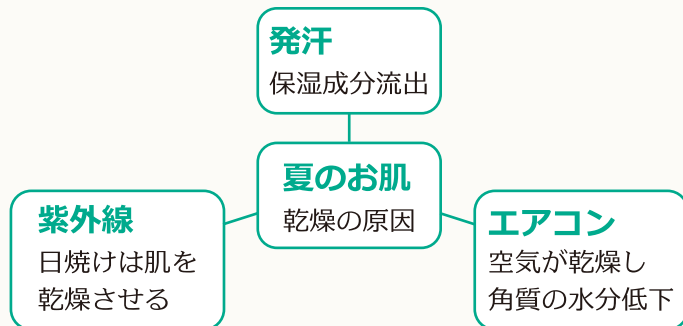 発汗
保湿成分流出
夏のお肌
乾燥の原因
紫外線
日焼けは肌を
乾燥させる
エアコン
空気が乾燥し
角質の水分低下